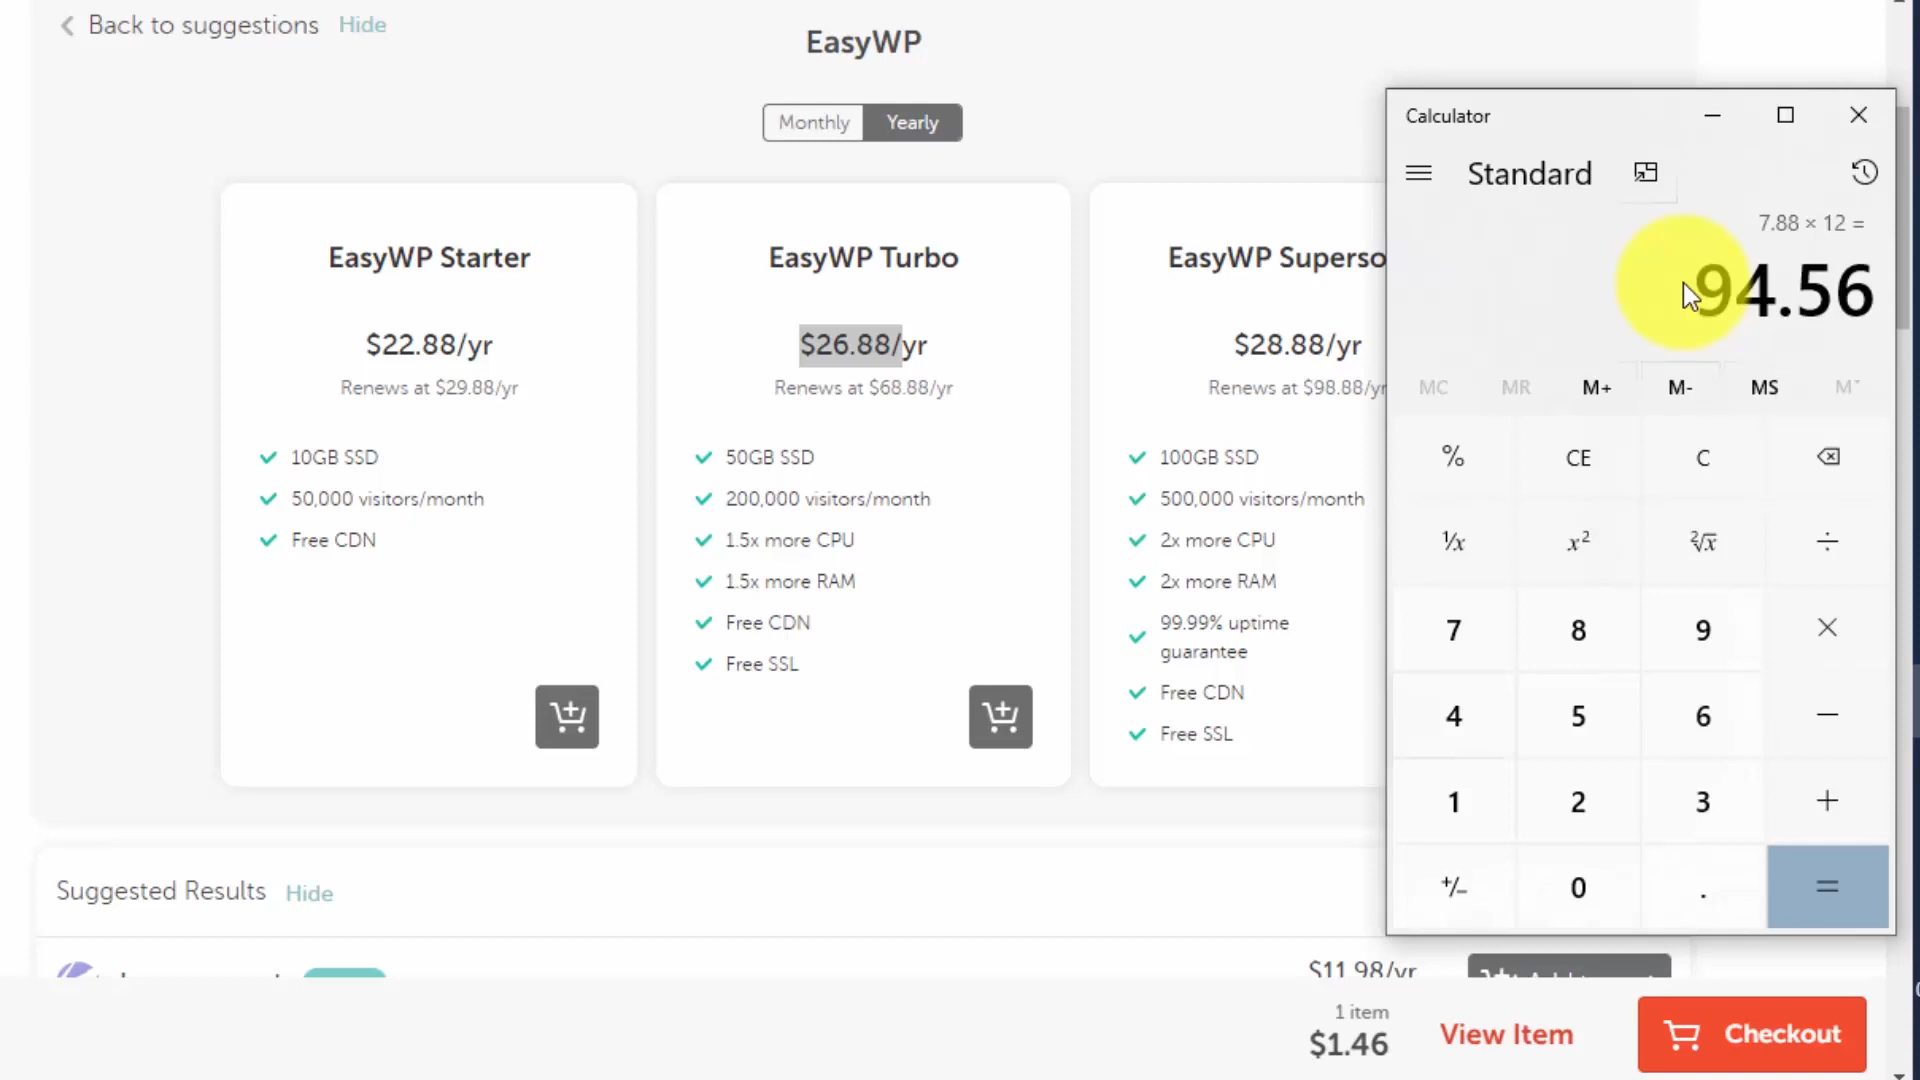 Back to suggestions Hide
EasyWP
Monthly Yearly
EasyWP Starter
$22.88/yr
Renews at $29.88/yr
10GB SSD
50,000 visitors/month
Free CDN
EasyWP Turbo
$26.88/yr
Renews at $68.88/yr
50GB SSD
200,000 visitors/month
1.5x more CPU
1.5x more RAM
Free CDN
Free SSL
EasyWP Superso
$28.88/yr
Renews at $98.88/yr
100GB SSD
500,000 visitors/month
2x more CPU
2x more RAM
99.99% uptime
guarantee
Free CDN
Free SSL
Calculator
Standard
7.88 × 12 =
94.56
MC MR M+ M- MS M˅
% CE C
¹/x x² ²√x ÷
7 8 9 ×
4 5 6 −
1 2 3 +
+/− 0 . =
Suggested Results Hide
$11.98/yr
1 item
$1.46
View Item
Checkout